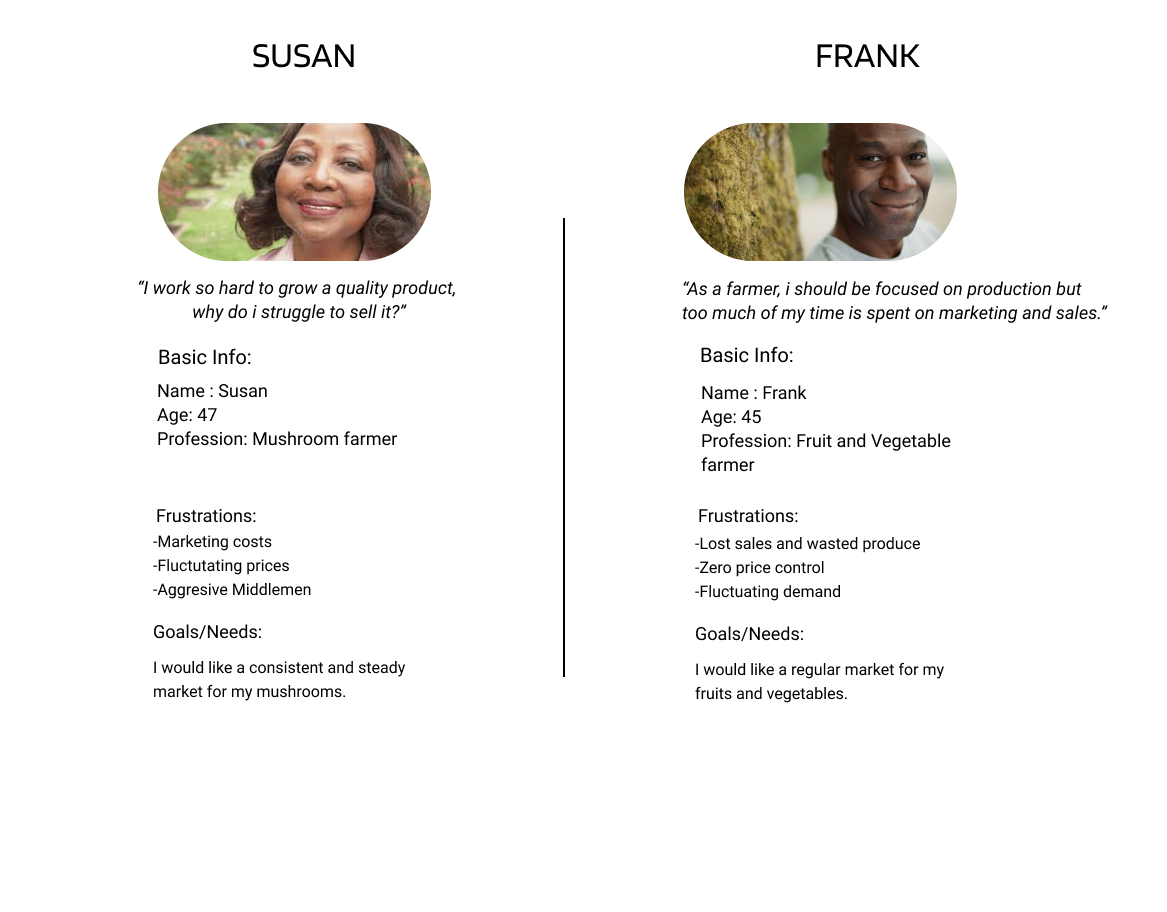 SUSAN
“I work so hard to grow a quality product,
why do i struggle to sell it?”
Basic Info:
Name : Susan
Age: 47
Profession: Mushroom farmer
Frustrations:
-Marketing costs
-Fluctutating prices
-Aggresive Middlemen
Goals/Needs:
I would like a consistent and steady
market for my mushrooms.
FRANK
“As a farmer, i should be focused on production but
too much of my time is spent on marketing and sales.”
Basic Info:
Name : Frank
Age: 45
Profession: Fruit and Vegetable
farmer
Frustrations:
-Lost sales and wasted produce
-Zero price control
-Fluctuating demand
Goals/Needs:
I would like a regular market for my
fruits and vegetables.